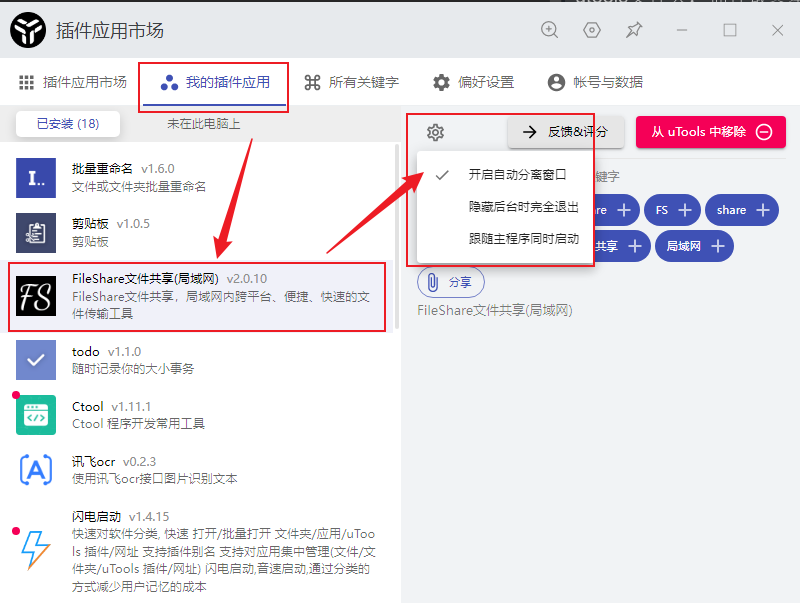 插件应用市场
插件应用市场
我的插件应用
所有关键字
偏好设置
帐号与数据
已安装 (18)
未在此电脑上
批量重命名 v1.6.0
文件或文件夹批量重命名
剪贴板 v1.0.5
剪贴板
FS
FileShare文件共享(局域网) v2.0.10
FileShare文件共享，局域网内跨平台、便捷、快速的文
件传输工具
todo v1.1.0
随时记录你的大小事务
Ctool v1.11.1
Ctool 程序开发常用工具
讯飞ocr v0.2.3
使用讯飞ocr接口图片识别文本
闪电启动 v1.4.15
快速对软件分类, 快速 打开/批量打开 文件夹/应用/uToo
ls 插件/网址 支持插件别名 支持对应用集中管理(文件/文
件夹/uTools 插件/网址) 闪电启动,音速启动,通过分类的
方式减少用户记忆的成本
反馈&评分
从 uTools 中移除
开启自动分离窗口
隐藏后台时完全退出
跟随主程序同时启动
键字
are
FS
share
共享
局域网
分享
FileShare文件共享(局域网)